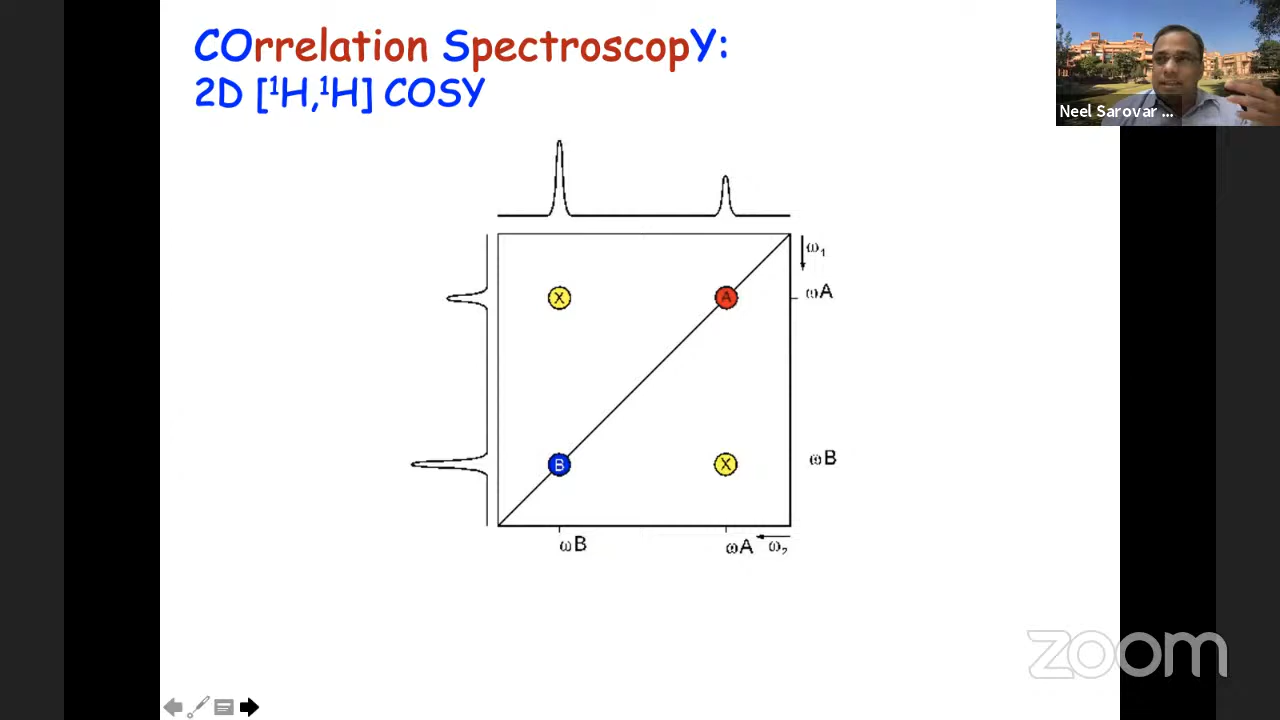 COrrelation SpectroscopY:
2D [¹H,¹H] COSY
Neel Sarovar ...
ω₁
X
A
ωA
B
X
ωB
ωB
ωA
ω₂
zoom